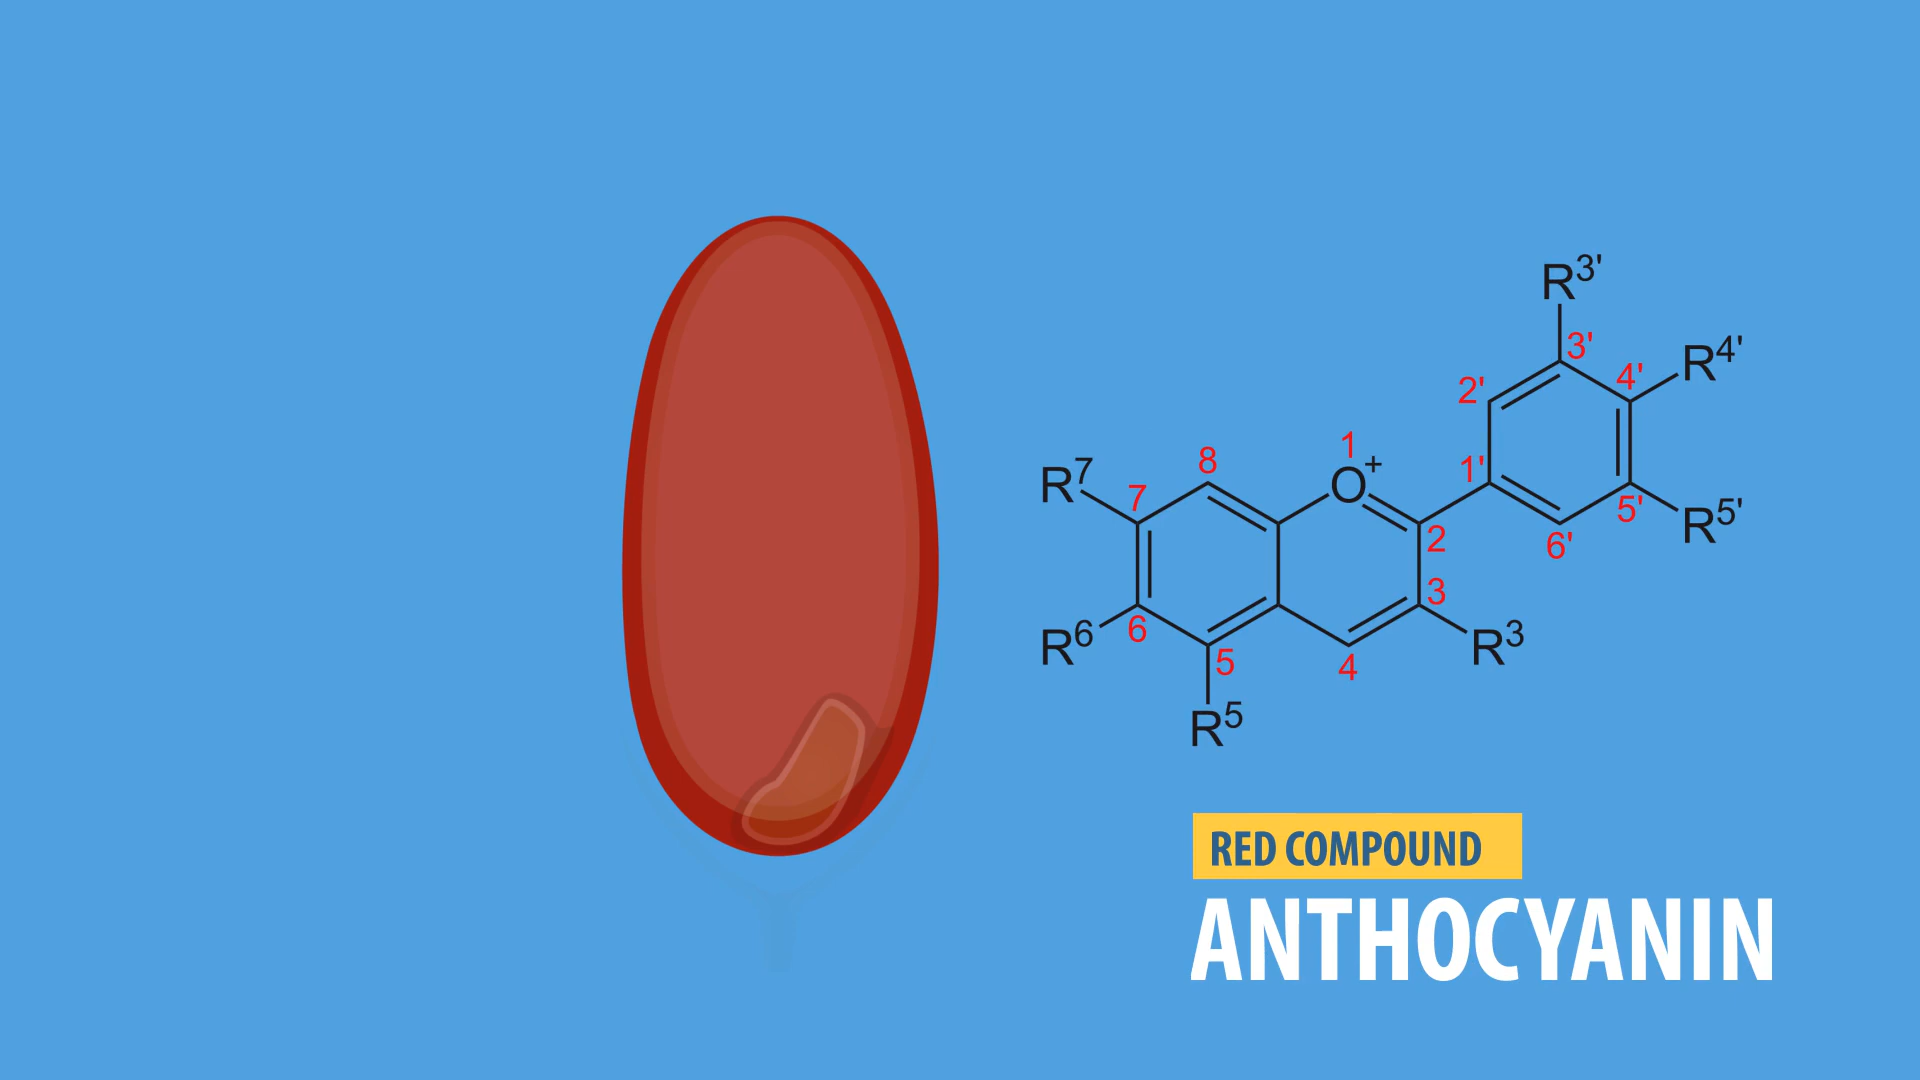 R3'
3'
R4'
4'
2'
1
1'
O+
8
R7
7
5'
R5'
2
6'
3
R6
6
R3
5
4
R5
RED COMPOUND
ANTHOCYANIN